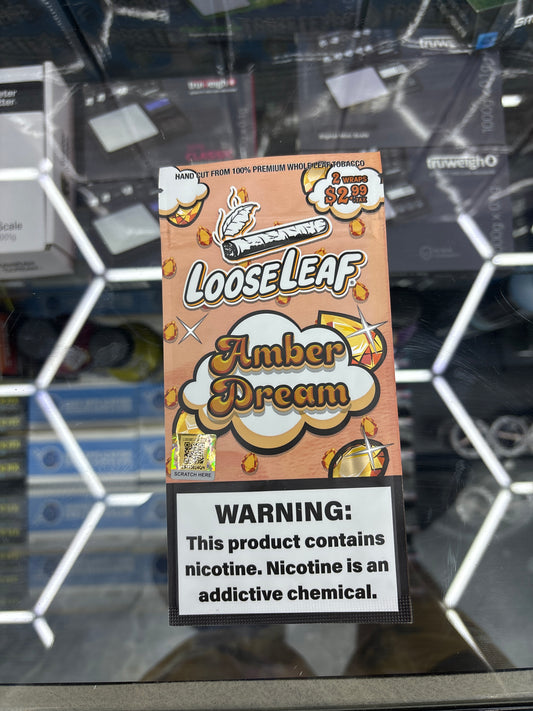 truweigh
truweigh
Scale
HAND CUT FROM 100% PREMIUM WHOLE LEAF TOBACCO
2 WRAPS
$2.99
+TAX
LOOSELEAF
Amber
Dream
SCRATCH HERE
WARNING:
This product contains
nicotine. Nicotine is an
addictive chemical.